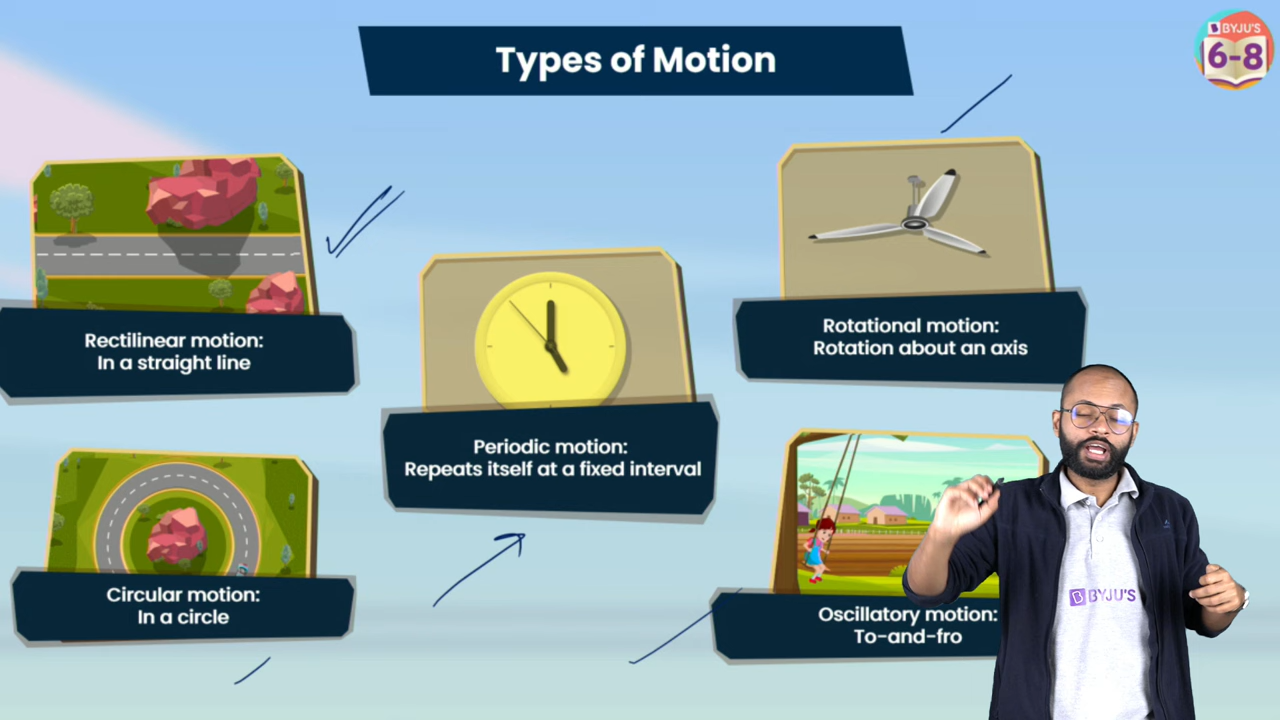 Types of Motion
BYJU'S
6-8
Rectilinear motion:
In a straight line
Periodic motion:
Repeats itself at a fixed interval
Rotational motion:
Rotation about an axis
Circular motion:
In a circle
Oscillatory motion:
To-and-fro
BYJU'S